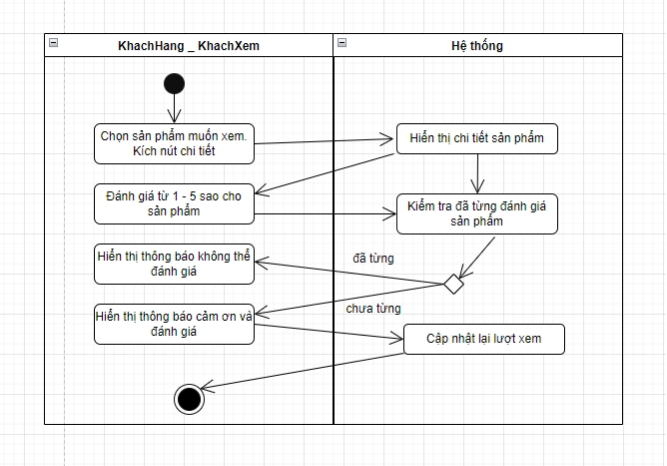 KhachHang _ KhachXem
Hệ thống
Chọn sản phẩm muốn xem.
Kích nút chi tiết
Hiển thị chi tiết sản phẩm
Đánh giá từ 1 - 5 sao cho
sản phẩm
Kiểm tra đã từng đánh giá
sản phẩm
Hiển thị thông báo không thể
đánh giá
đã từng
Hiển thị thông báo cảm ơn và
đánh giá
chưa từng
Cập nhật lại lượt xem